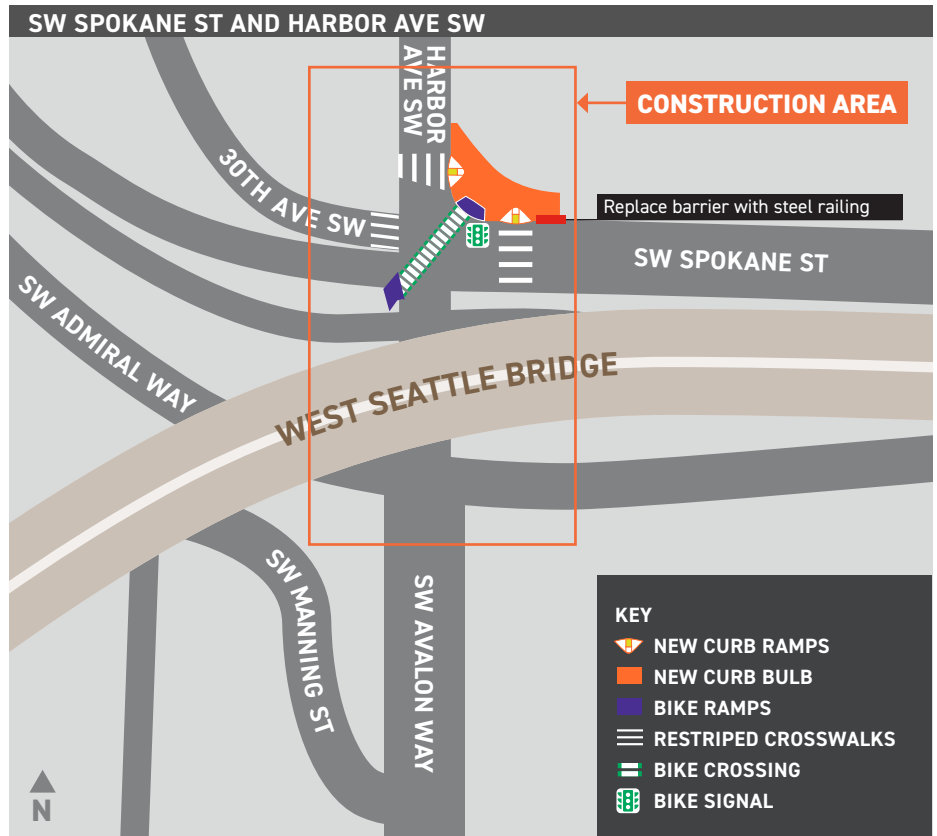 SW SPOKANE ST AND HARBOR AVE SW
HARBOR
AVE SW
CONSTRUCTION AREA
30TH AVE SW
Replace barrier with steel railing
SW SPOKANE ST
SW ADMIRAL WAY
WEST SEATTLE BRIDGE
SW MANNING ST
SW AVALON WAY
KEY
NEW CURB RAMPS
NEW CURB BULB
BIKE RAMPS
RESTRIPED CROSSWALKS
BIKE CROSSING
BIKE SIGNAL
N